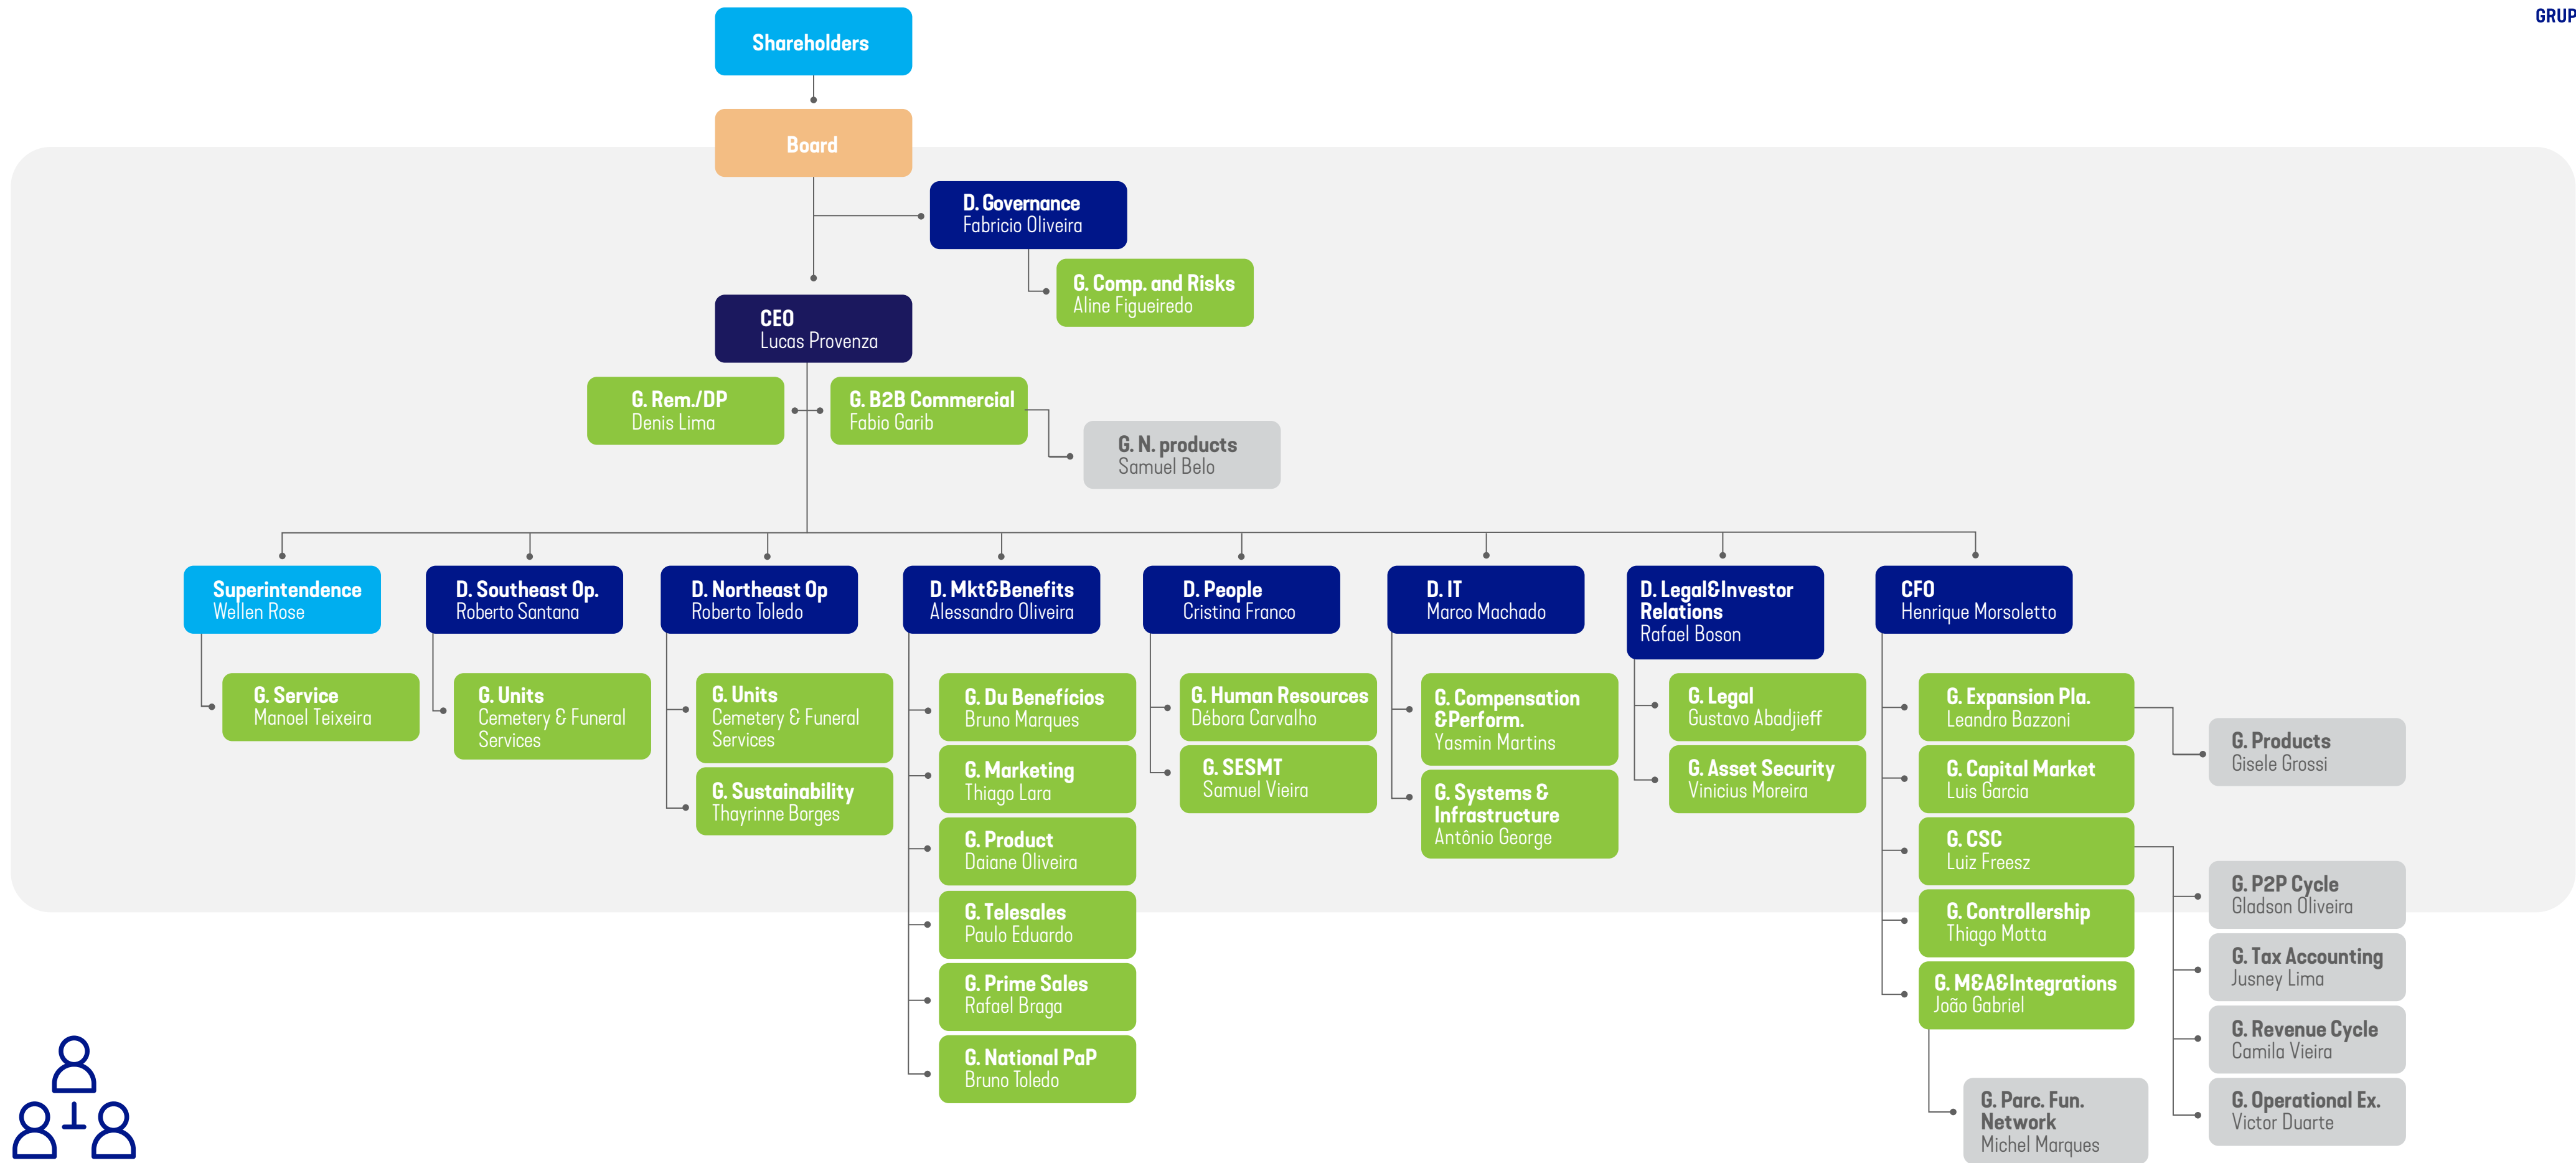 GRUP
Shareholders
Board
D. Governance
Fabricio Oliveira
G. Comp. and Risks
Aline Figueiredo
CEO
Lucas Provenza
G. Rem./DP
Denis Lima
G. B2B Commercial
Fabio Garib
G. N. products
Samuel Belo
Superintendence
Wellen Rose
G. Service
Manoel Teixeira
D. Southeast Op.
Roberto Santana
G. Units
Cemetery & Funeral
Services
D. Northeast Op
Roberto Toledo
G. Units
Cemetery & Funeral
Services
G. Sustainability
Thayrinne Borges
D. Mkt&Benefits
Alessandro Oliveira
G. Du Benefícios
Bruno Marques
G. Marketing
Thiago Lara
G. Product
Daiane Oliveira
G. Telesales
Paulo Eduardo
G. Prime Sales
Rafael Braga
G. National PaP
Bruno Toledo
D. People
Cristina Franco
G. Human Resources
Débora Carvalho
G. SESMT
Samuel Vieira
D. IT
Marco Machado
G. Compensation
&Perform.
Yasmin Martins
G. Systems &
Infrastructure
Antônio George
D. Legal&Investor
Relations
Rafael Boson
G. Legal
Gustavo Abadjieff
G. Asset Security
Vinicius Moreira
CFO
Henrique Morsoletto
G. Expansion Pla.
Leandro Bazzoni
G. Products
Gisele Grossi
G. Capital Market
Luis Garcia
G. CSC
Luiz Freesz
G. P2P Cycle
Gladson Oliveira
G. Tax Accounting
Jusney Lima
G. Revenue Cycle
Camila Vieira
G. Operational Ex.
Victor Duarte
G. Controllership
Thiago Motta
G. M&A&Integrations
João Gabriel
G. Parc. Fun.
Network
Michel Marques